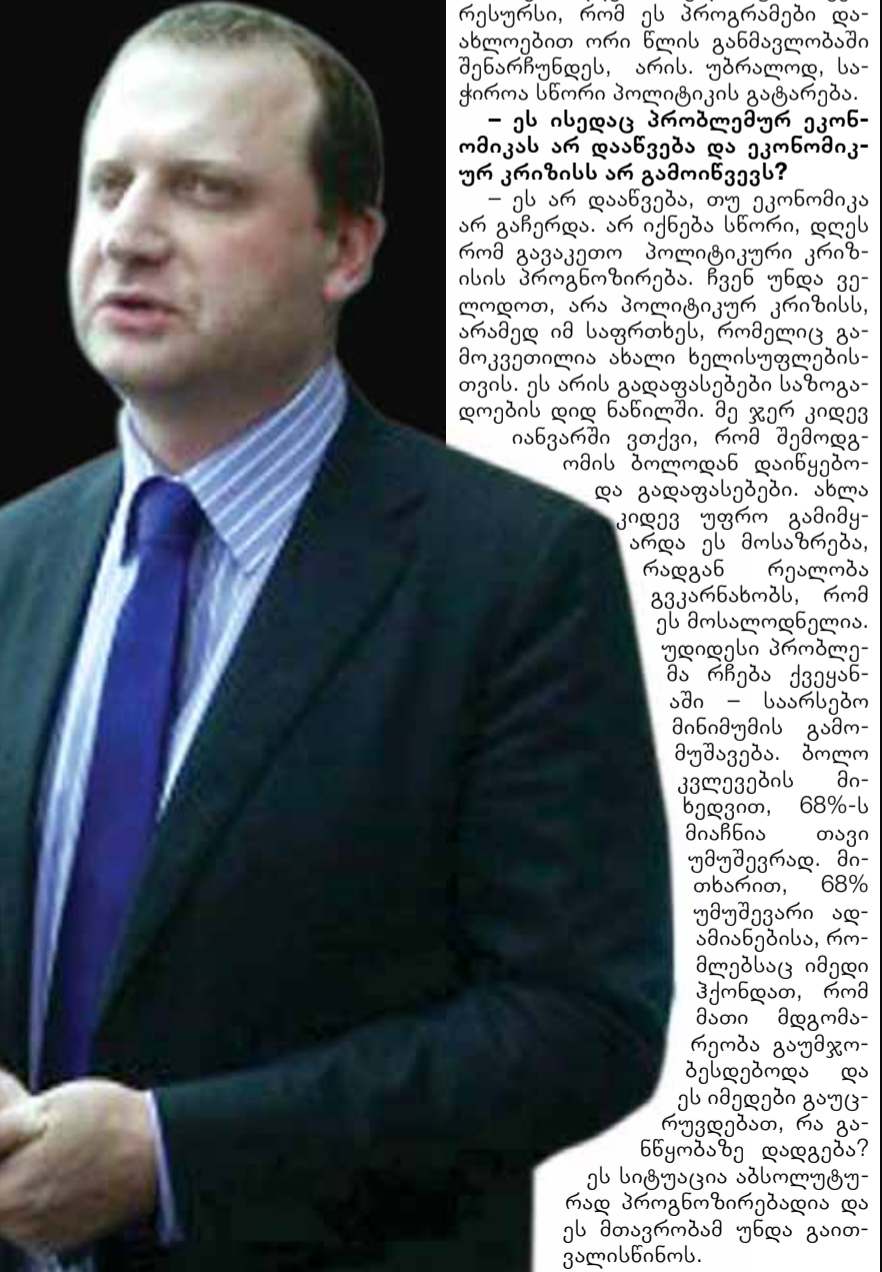 რესურსი, რომ ეს პროგრამები და-
ახლოებით ორი წლის განმავლობაში
შენარჩუნდეს, არის. უბრალოდ, სა-
ჭიროა სწორი პოლიტიკის გატარება.
– ეს ისედაც პრობლემურ ეკონ-
ომიკას არ დააწვება და ეკონომიკ-
ურ კრიზისს არ გამოიწვევს?
– ეს არ დააწვება, თუ ეკონომიკა
არ გაჩერდა. არ იქნება სწორი, დღეს
რომ გავაკეთო პოლიტიკური კრიზ-
ისის პროგნოზირება. ჩვენ უნდა ვე-
ლოდოთ, არა პოლიტიკურ კრიზისს,
არამედ იმ საფრთხეს, რომელიც გა-
მოკვეთილია ახალი ხელისუფლების-
თვის. ეს არის გადაფასებები საზოგა-
დოების დიდ ნაწილში. მე ჯერ კიდევ
იანვარში ვთქვი, რომ შემოდგ-
ომის ბოლოდან დაიწყებო-
და გადაფასებები. ახლა
კიდევ უფრო გამიმყ-
არდა ეს მოსაზრება,
რადგან რეალობა
გვკარნახობს, რომ
ეს მოსალოდნელია.
უდიდესი პრობლე-
მა რჩება ქვეყან-
აში – საარსებო
მინიმუმის გამო-
მუშავება. ბოლო
კვლევების მი-
ხედვით, 68%-ს
მიაჩნია თავი
უმუშევრად. მი-
თხარით, 68%
უმუშევარი ად-
ამიანებისა, რო-
მლებსაც იმედი
ჰქონდათ, რომ
მათი მდგომა-
რეობა გაუმჯო-
ბესდებოდა და
ეს იმედები გაუც-
რუვდებათ, რა გა-
ნწყობაზე დადგება?
ეს სიტუაცია აბსოლუტუ-
რად პროგნოზირებადია და
ეს მთავრობამ უნდა გაით-
ვალისწინოს.